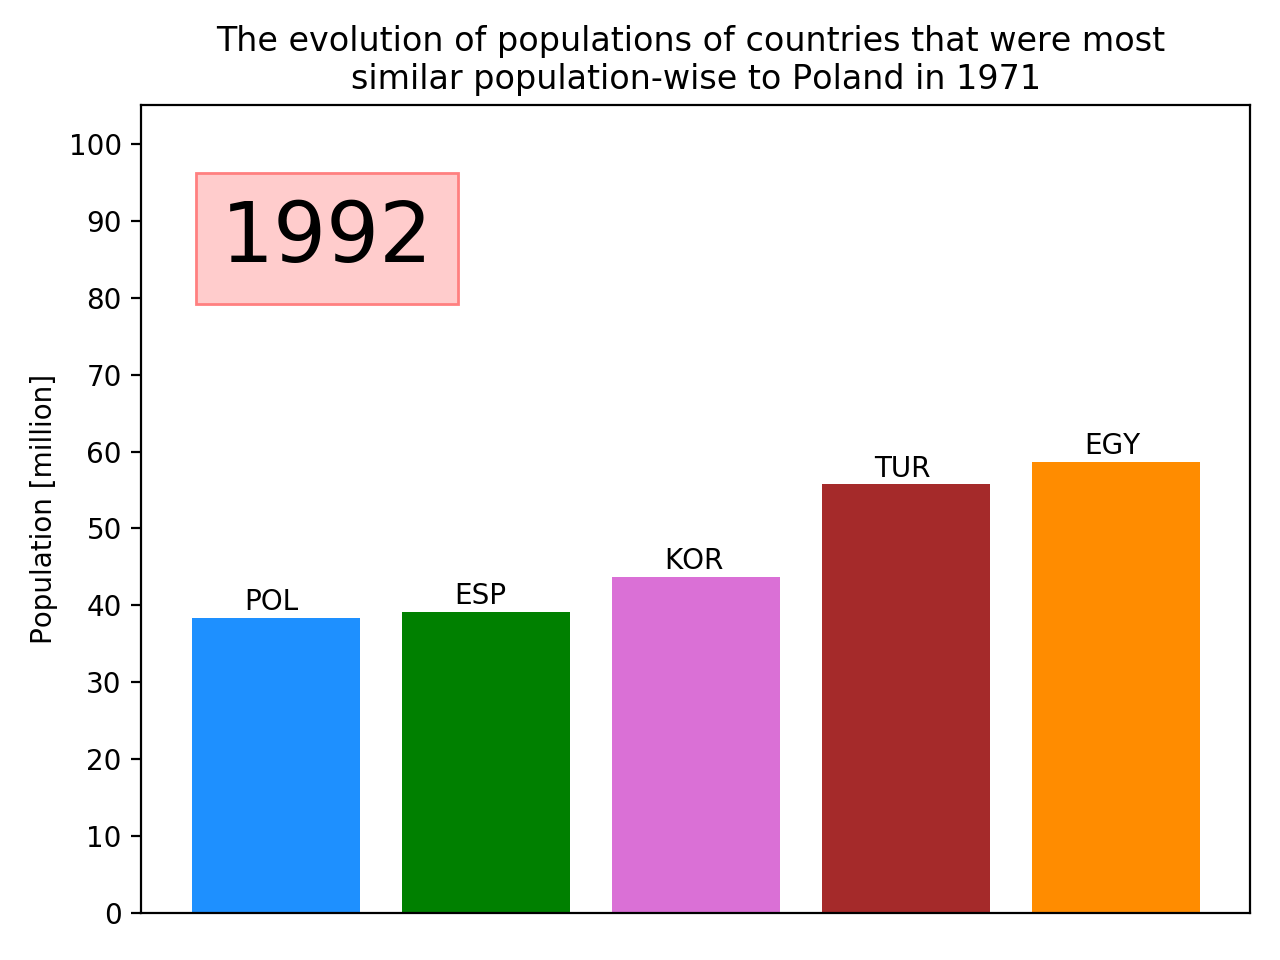 The evolution of populations of countries that were most
similar population-wise to Poland in 1971
100
90
80
70
60
50
40
30
20
10
0
Population [million]
1992
POL
ESP
KOR
TUR
EGY